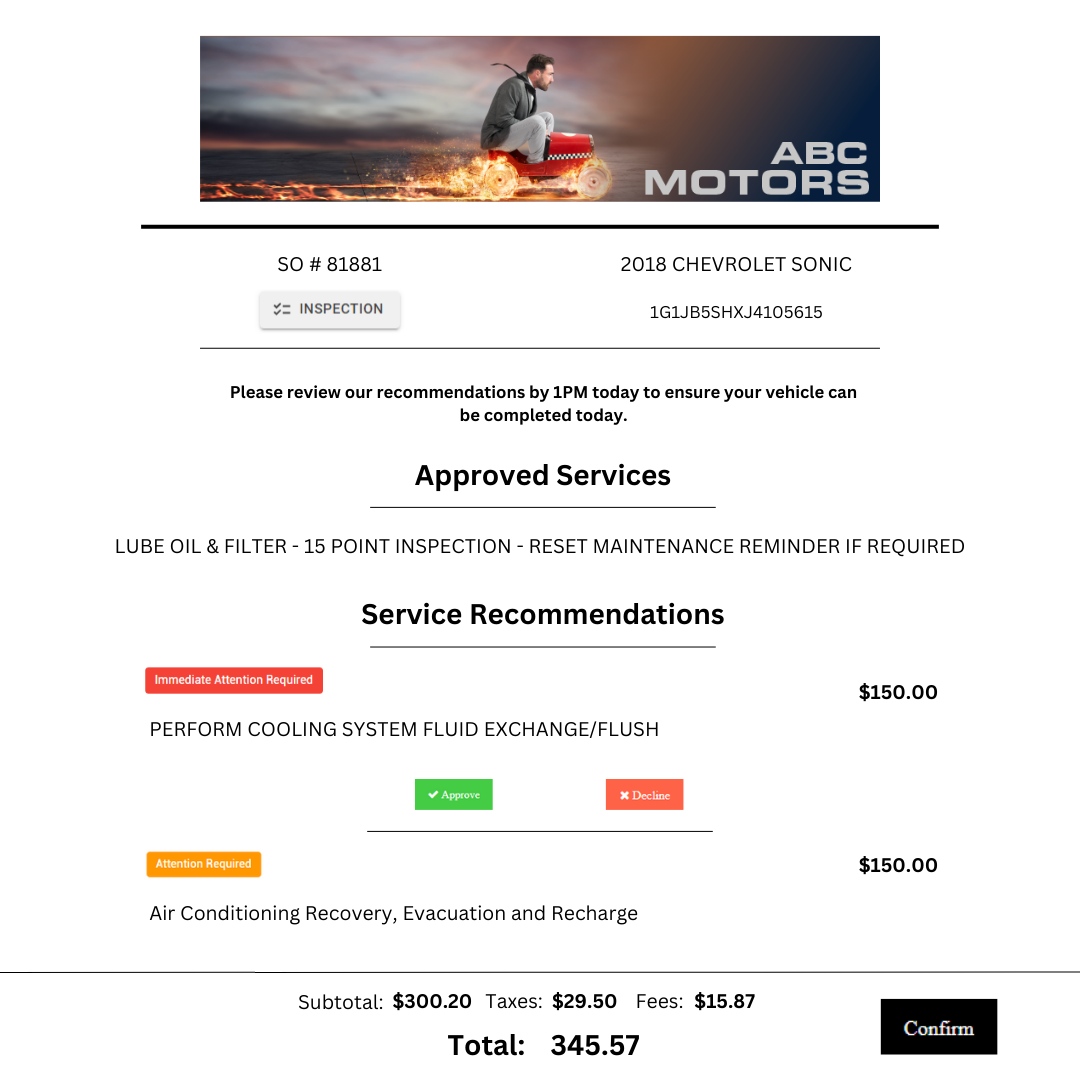 ABC
MOTORS
SO # 81881
2018 CHEVROLET SONIC
INSPECTION
1G1JB5SHXJ4105615
Please review our recommendations by 1PM today to ensure your vehicle can
be completed today.
Approved Services
LUBE OIL & FILTER - 15 POINT INSPECTION - RESET MAINTENANCE REMINDER IF REQUIRED
Service Recommendations
Immediate Attention Required
$150.00
PERFORM COOLING SYSTEM FLUID EXCHANGE/FLUSH
Approve
Decline
Attention Required
$150.00
Air Conditioning Recovery, Evacuation and Recharge
Subtotal: $300.20 Taxes: $29.50 Fees: $15.87
Total: 345.57
Confirm